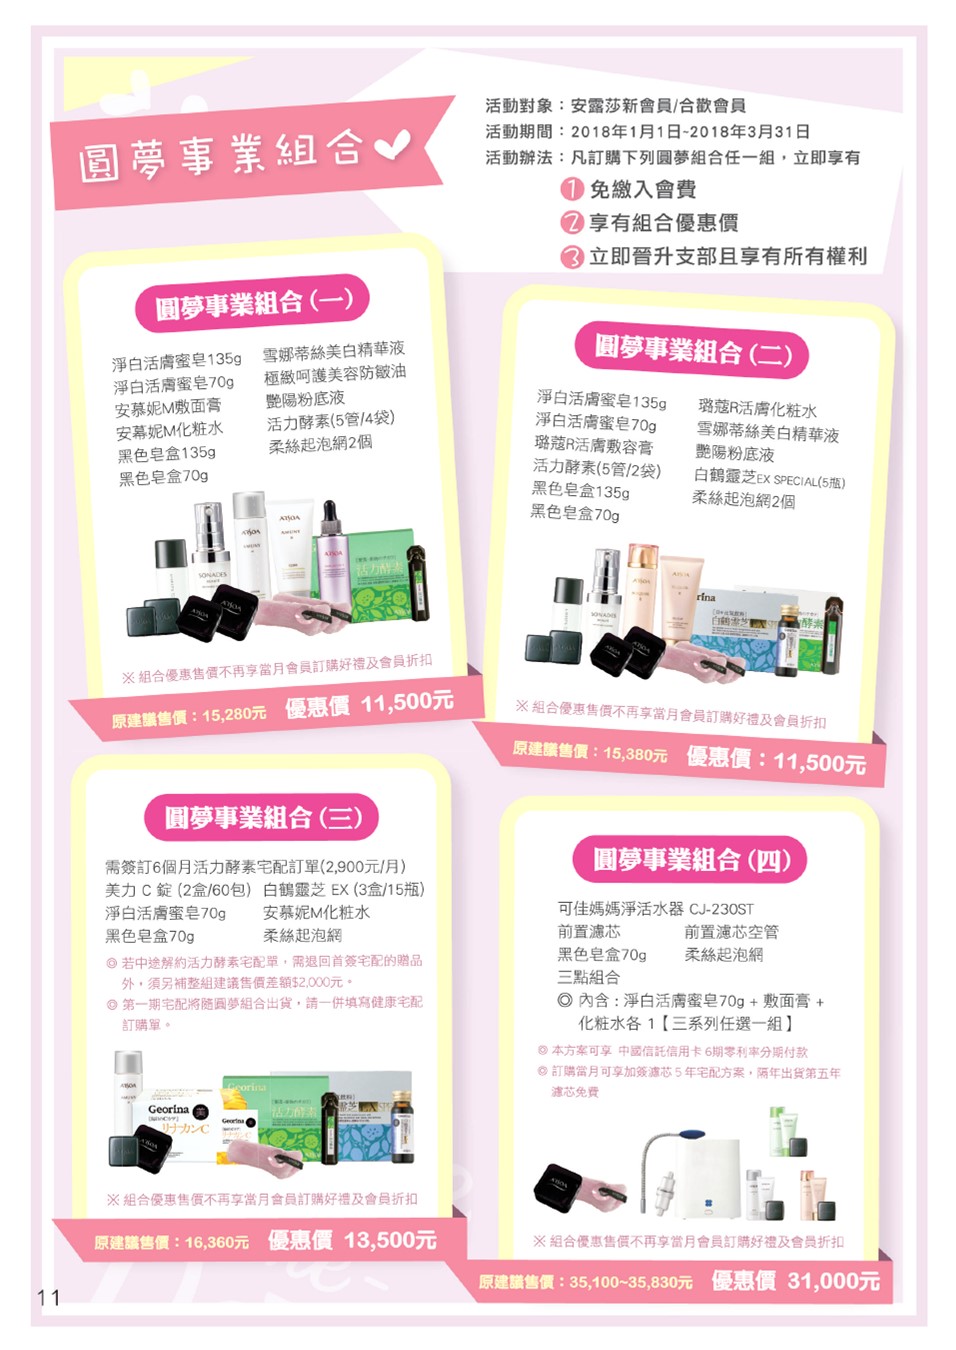 圓夢事業組合
活動對象：安露莎新會員/合歡會員
活動期間：2018年1月1日~2018年3月31日
活動辦法：凡訂購下列圓夢組合任一組，立即享有
1 免繳入會費
2 享有組合優惠價
3 立即晉升支部且享有所有權利
圓夢事業組合(一)
淨白活膚蜜皂135g
淨白活膚蜜皂70g
安慕妮M敷面膏
安慕妮M化粧水
黑色皂盒135g
黑色皂盒70g
雪娜蒂絲美白精華液
極緻呵護美容防皺油
艷陽粉底液
活力酵素(5管/4袋)
柔絲起泡網2個
※ 組合優惠售價不再享當月會員訂購好禮及會員折扣
原建議售價：15,280元 優惠價 11,500元
圓夢事業組合(二)
淨白活膚蜜皂135g
淨白活膚蜜皂70g
璐蔻R活膚敷容膏
活力酵素(5管/2袋)
黑色皂盒135g
黑色皂盒70g
璐蔻R活膚化粧水
雪娜蒂絲美白精華液
艷陽粉底液
白鶴靈芝EX SPECIAL(5瓶)
柔絲起泡網2個
※ 組合優惠售價不再享當月會員訂購好禮及會員折扣
原建議售價：15,380元 優惠價：11,500元
圓夢事業組合(三)
需簽訂6個月活力酵素宅配訂單(2,900元/月)
美力 C 錠 (2盒/60包) 白鶴靈芝 EX (3盒/15瓶)
淨白活膚蜜皂70g 安慕妮M化粧水
黑色皂盒70g 柔絲起泡網
◎ 若中途解約活力酵素宅配單，需退回首簽宅配的贈品
外，須另補整組建議售價差額$2,000元。
◎ 第一期宅配將隨圓夢組合出貨，請一併填寫健康宅配
訂購單。
Georina
美
リナカンC
活力酵素
※ 組合優惠售價不再享當月會員訂購好禮及會員折扣
原建議售價：16,360元 優惠價 13,500元
圓夢事業組合(四)
可佳媽媽淨活水器 CJ-230ST
前置濾芯 前置濾芯空管
黑色皂盒70g 柔絲起泡網
三點組合
◎ 內含：淨白活膚蜜皂70g + 敷面膏 +
化粧水各 1【三系列任選一組】
◎ 本方案可享 中國信託信用卡 6期零利率分期付款
◎ 訂購當月可享加簽濾芯 5 年宅配方案，隔年出貨第五年
濾芯免費
※ 組合優惠售價不再享當月會員訂購好禮及會員折扣
原建議售價：35,100~35,830元 優惠價 31,000元
11